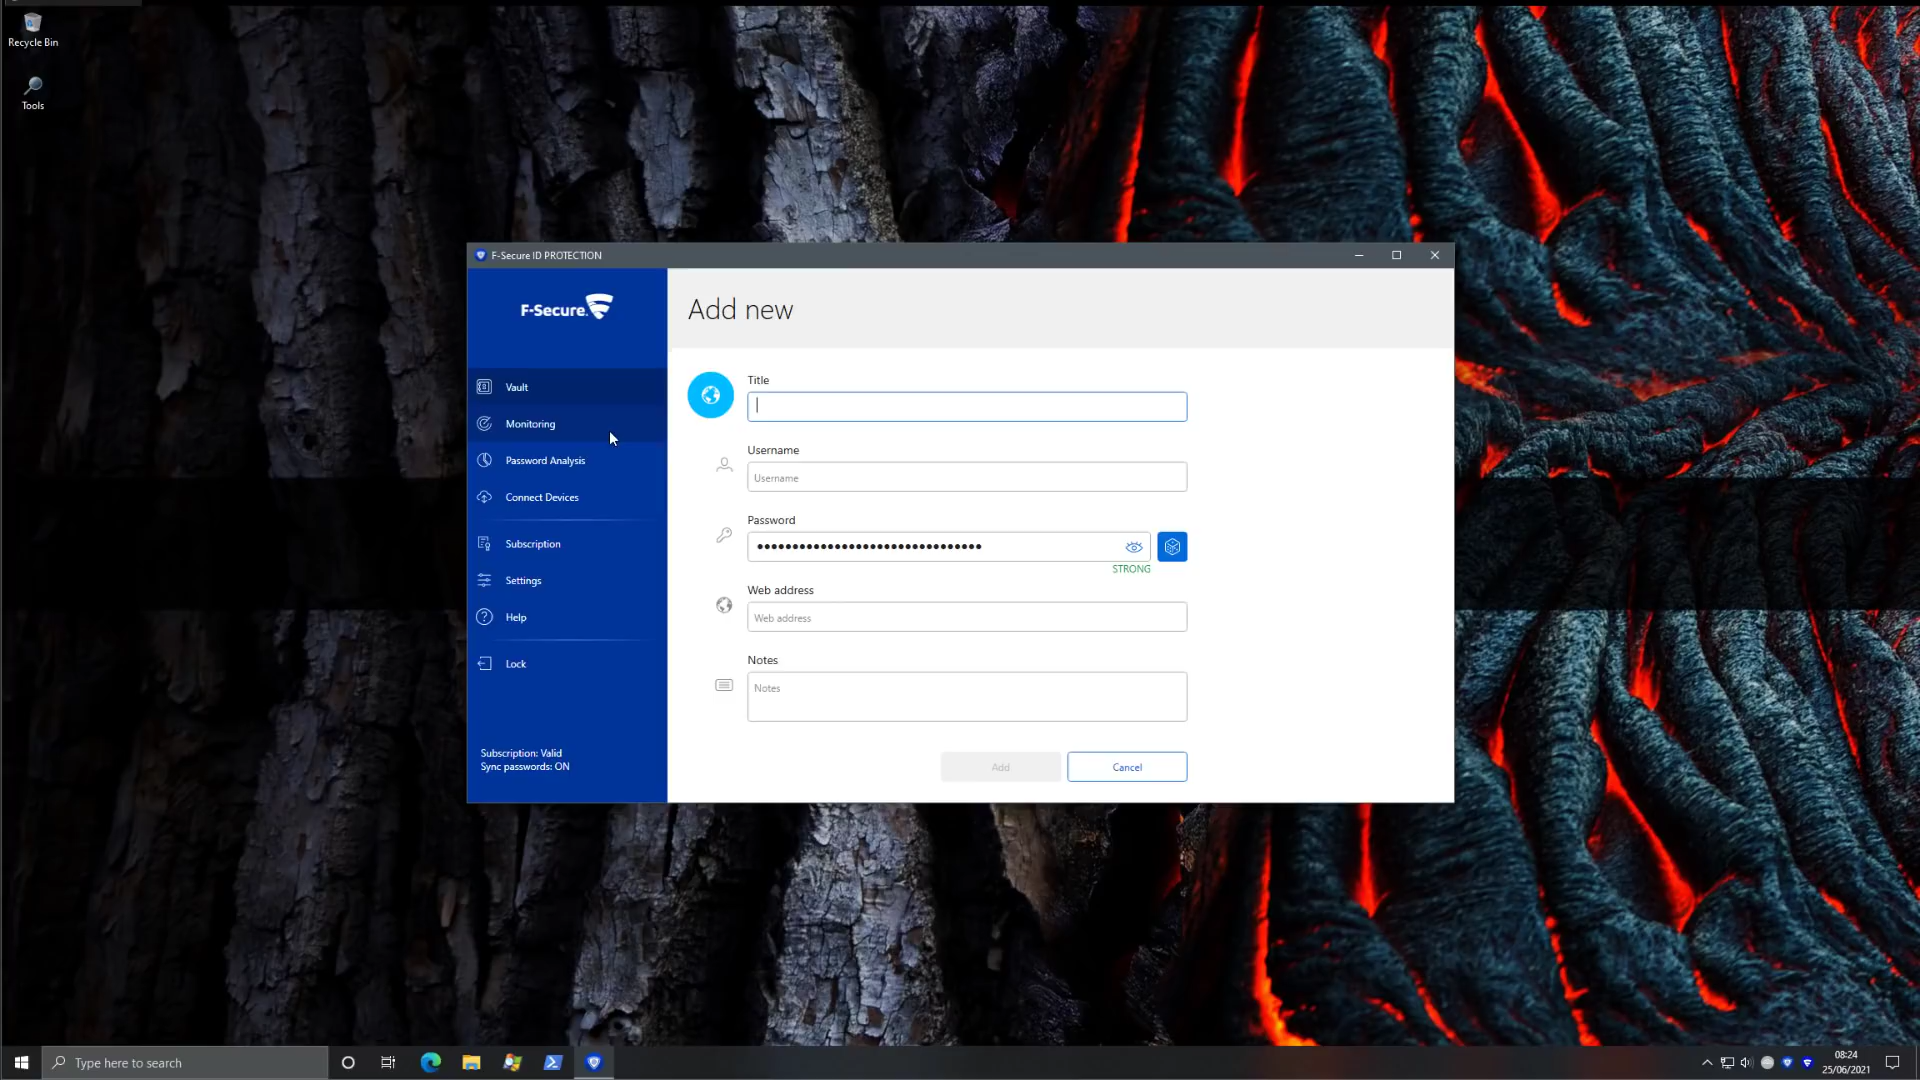 Recycle Bin
Tools
F-Secure ID PROTECTION
F-Secure.
Add new
Vault
Monitoring
Password Analysis
Connect Devices
Subscription
Settings
Help
Lock
Subscription: Valid
Sync passwords: ON
Title
Username
Username
Password
••••••••••••••••••••••••••••••••
STRONG
Web address
Web address
Notes
Notes
Add
Cancel
Type here to search
08:24
25/06/2021